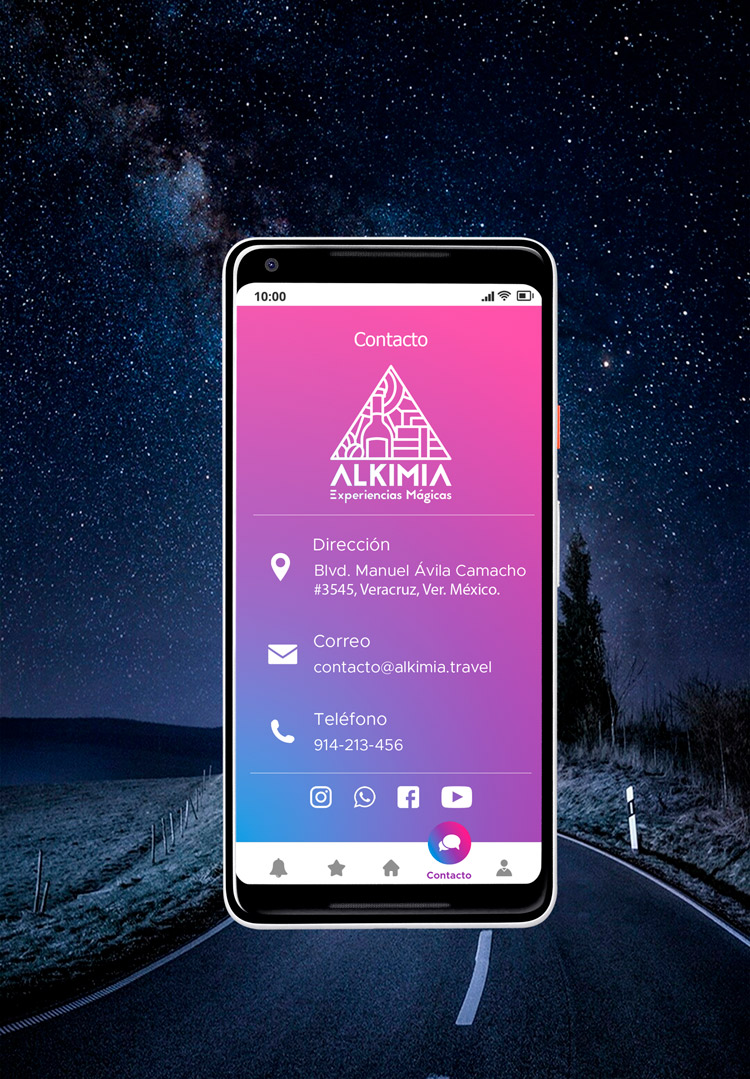 10:00
Contacto
ALKIMIA
Experiencias Mágicas
Dirección
Blvd. Manuel Ávila Camacho
#3545, Veracruz, Ver. México.
Correo
contacto@alkimia.travel
Teléfono
914-213-456
Contacto